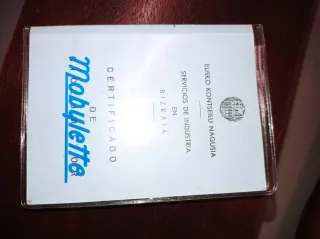 EUSKO KONTSEILU NAGUSIA
SERVICIOS DE INDUSTRIA
EN
BIZKAIA
CERTIFICADO
DE
Mobylette